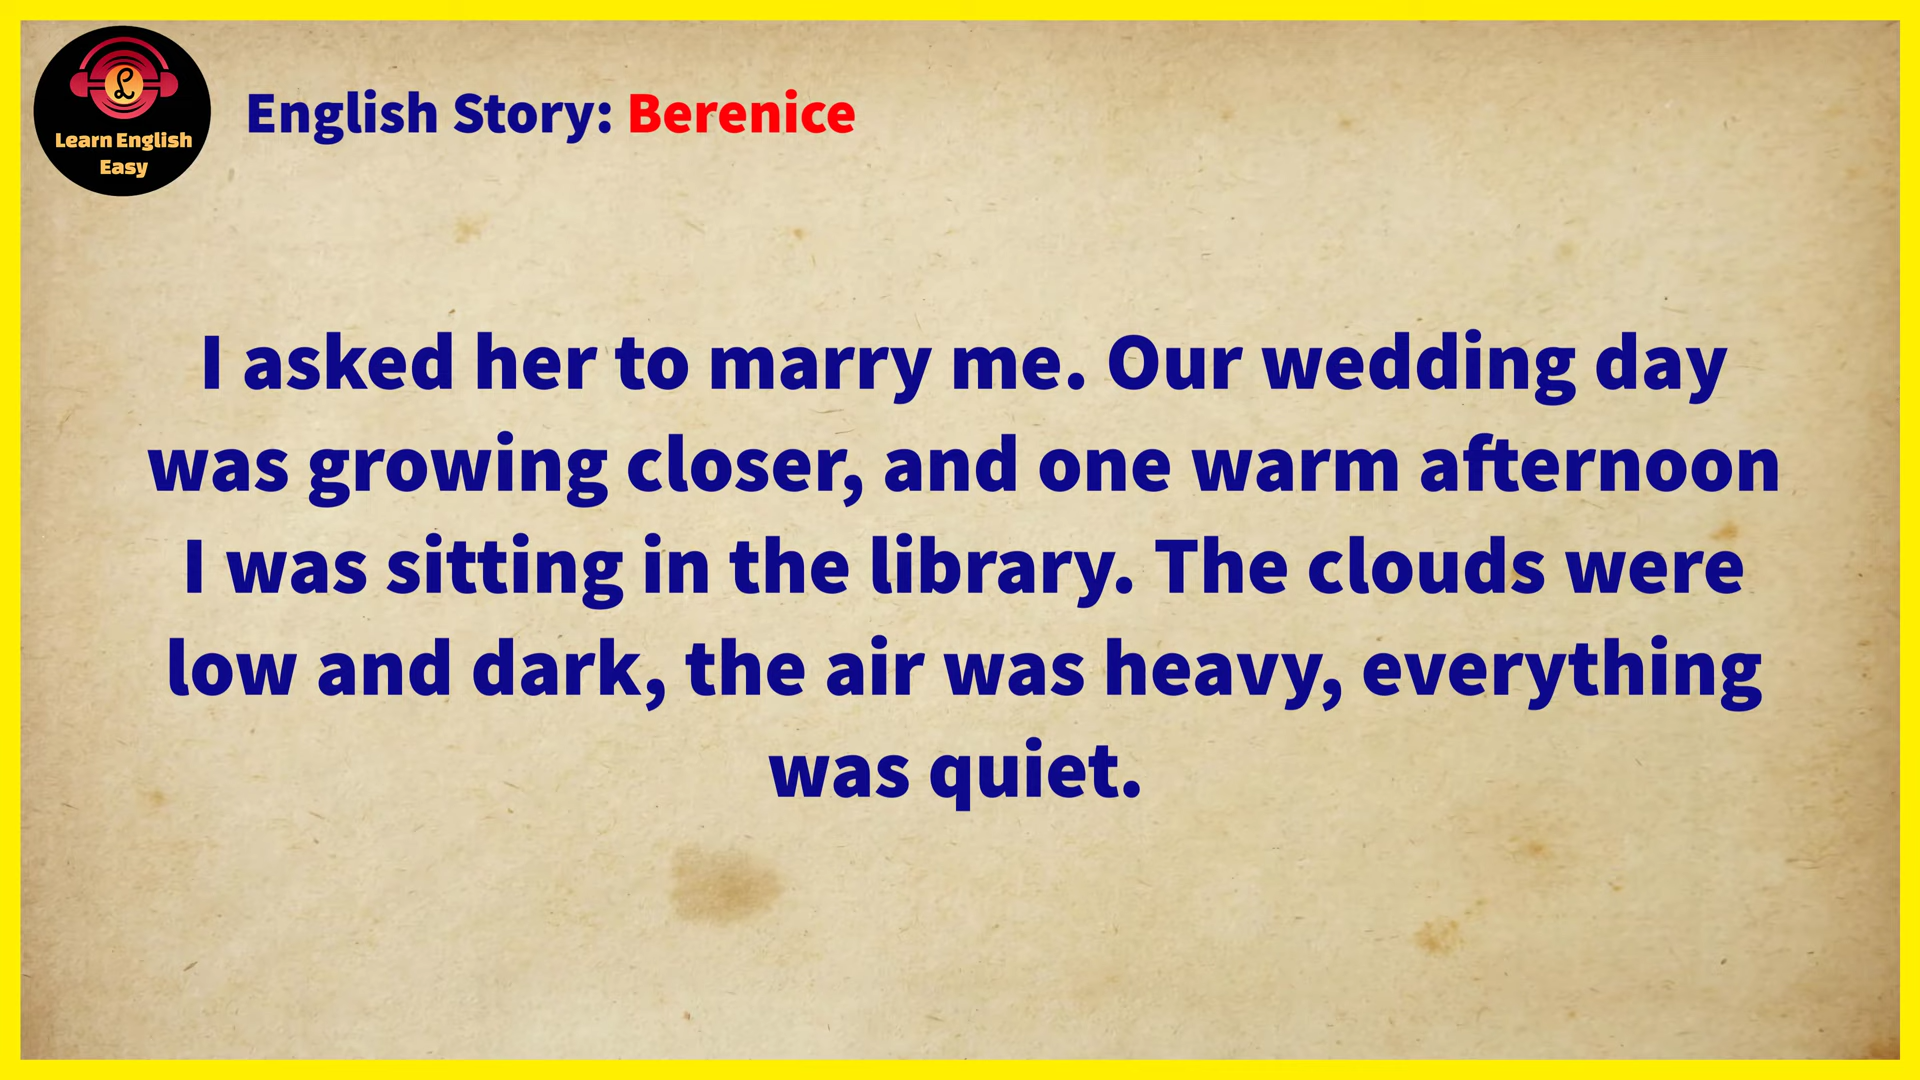 Learn English
Easy
English Story: Berenice
I asked her to marry me. Our wedding day
was growing closer, and one warm afternoon
I was sitting in the library. The clouds were
low and dark, the air was heavy, everything
was quiet.